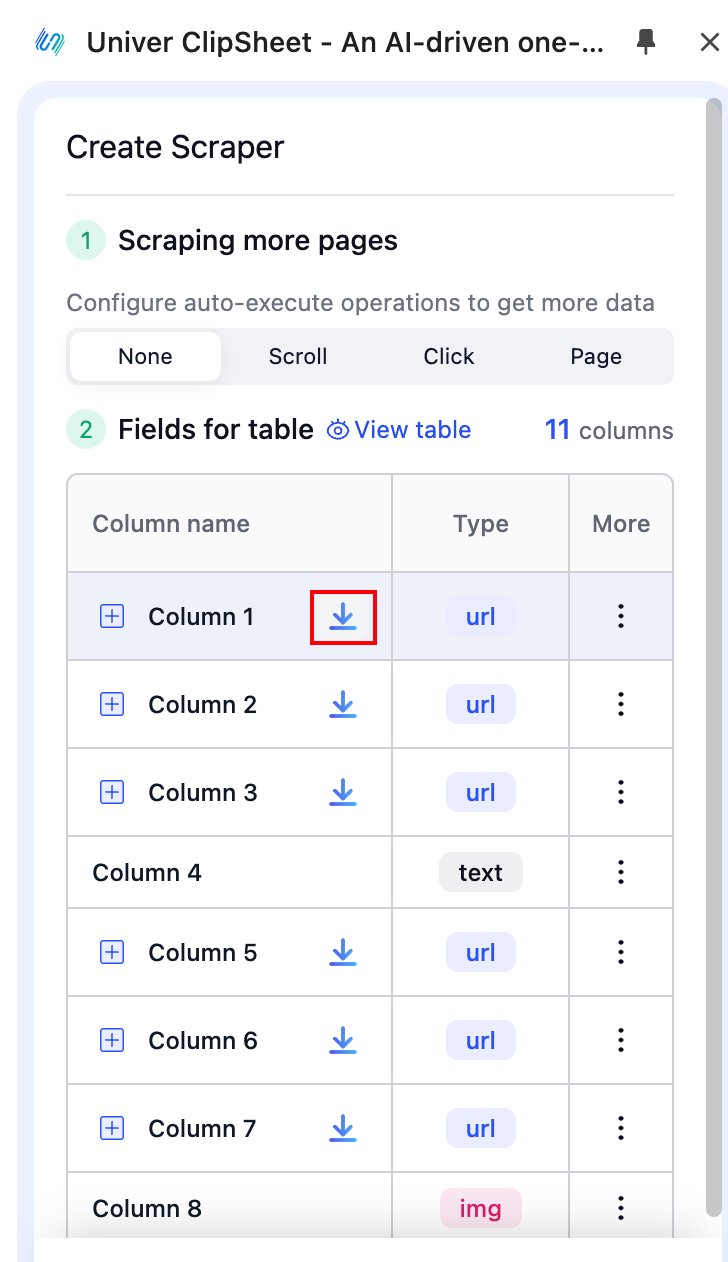 Univer ClipSheet - An AI-driven one-...
Create Scraper
1 Scraping more pages
Configure auto-execute operations to get more data
None Scroll Click Page
2 Fields for table View table 11 columns
Column name Type More
Column 1 url
Column 2 url
Column 3 url
Column 4 text
Column 5 url
Column 6 url
Column 7 url
Column 8 img